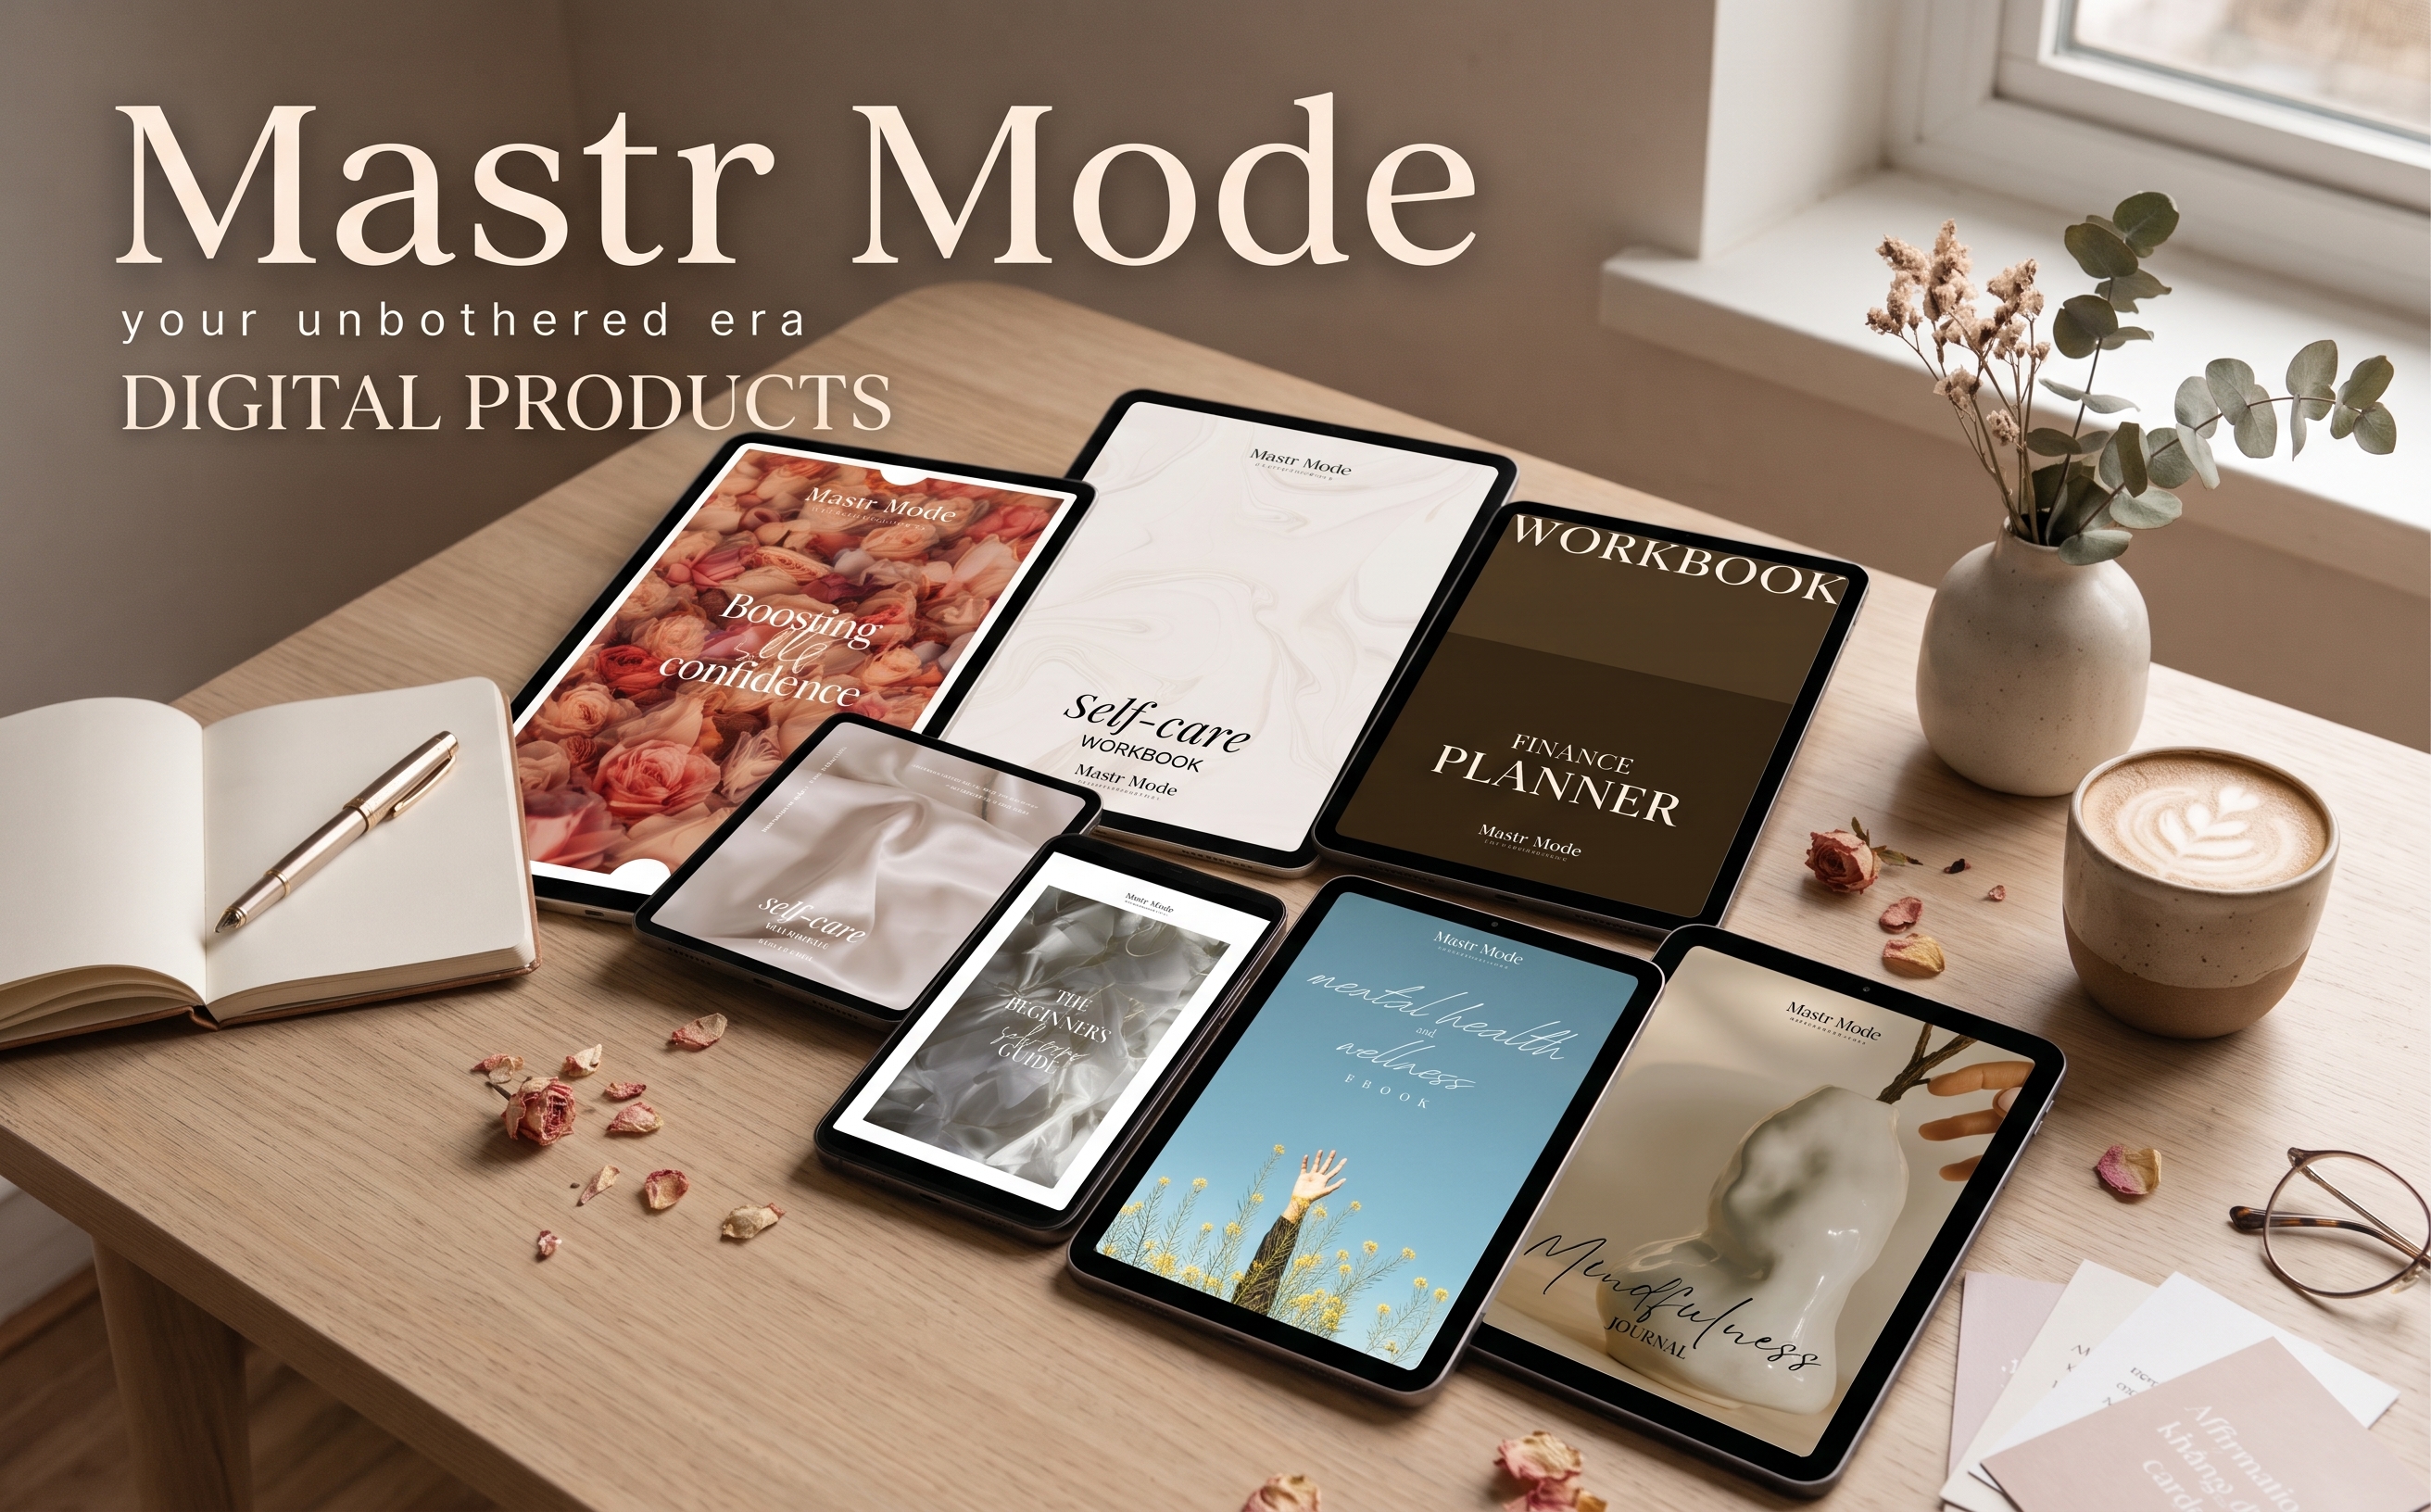 Mastr Mode
your unbothered era
DIGITAL PRODUCTS
Mastr Mode
Boosting
confidence
Mastr Mode
self-care
WORKBOOK
Mastr Mode
WORKBOOK
FINANCE
PLANNER
Mastr Mode
self-care
Mastr Mode
THE
BEGINNER'S
self-care
GUIDE
Mastr Mode
mental health
and
wellness
EBOOK
Mastr Mode
Mindfulness
JOURNAL